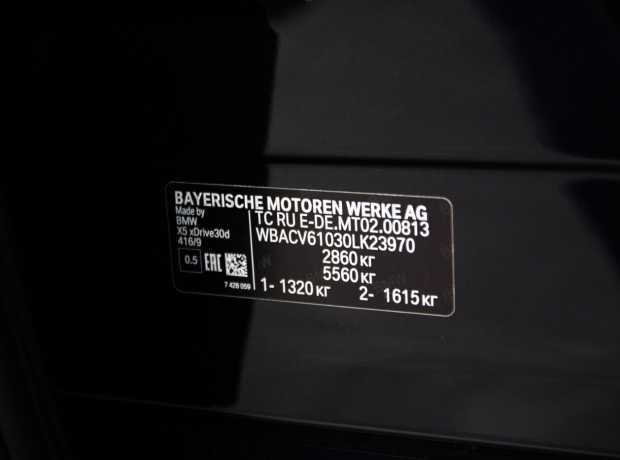 BAYERISCHE MOTOREN WERKE AG
Made by
BMW
X5 xDrive30d
416/9
0.5 EAC
7 428 059
TC RU E-DE.MT02.00813
WBACV61030LK23970
2860 кг
5560 кг
1- 1320 кг 2- 1615 кг